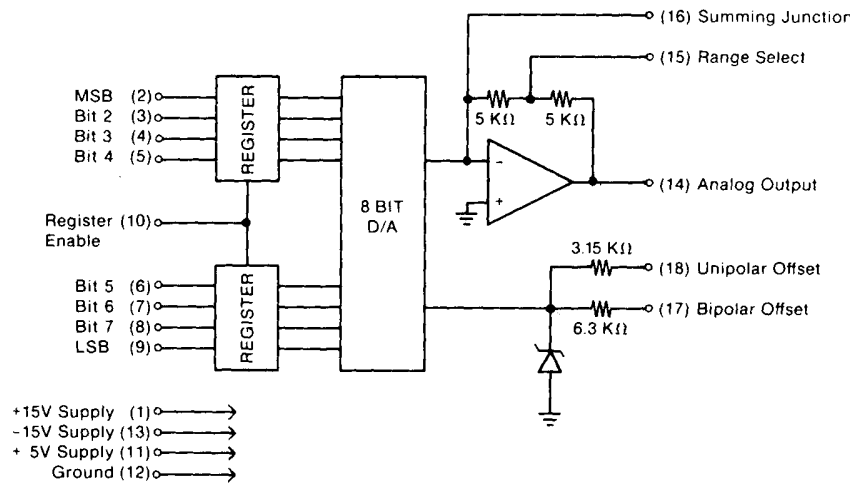 (16) Summing Junction
(15) Range Select
5 KΩ
5 KΩ
MSB (2)
Bit 2 (3)
Bit 3 (4)
Bit 4 (5)
REGISTER
-
+
(14) Analog Output
8 BIT
D/A
Register (10)
Enable
3.15 KΩ
(18) Unipolar Offset
Bit 5 (6)
Bit 6 (7)
Bit 7 (8)
LSB (9)
REGISTER
(17) Bipolar Offset
6.3 KΩ
+15V Supply (1)
-15V Supply (13)
+ 5V Supply (11)
Ground (12)